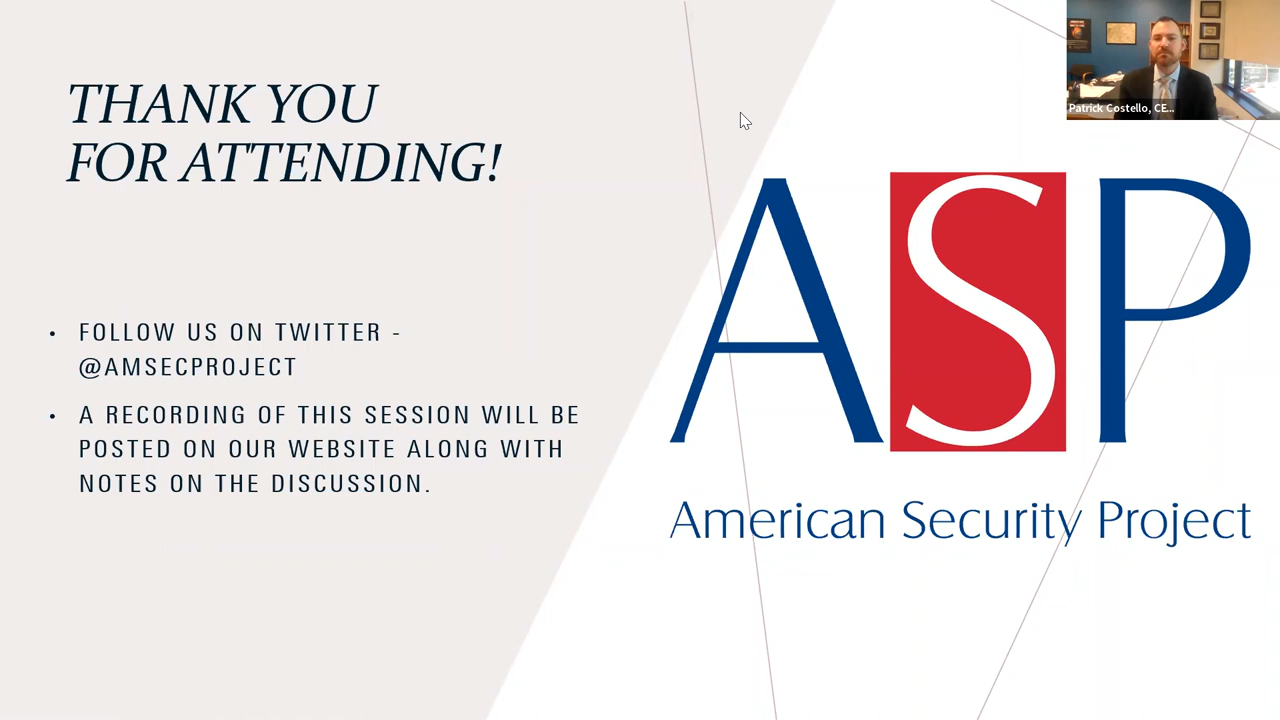 THANK YOU
FOR ATTENDING!
• FOLLOW US ON TWITTER -
@AMSECPROJECT
• A RECORDING OF THIS SESSION WILL BE
POSTED ON OUR WEBSITE ALONG WITH
NOTES ON THE DISCUSSION.
Patrick Costello, CE...
ASP
American Security Project